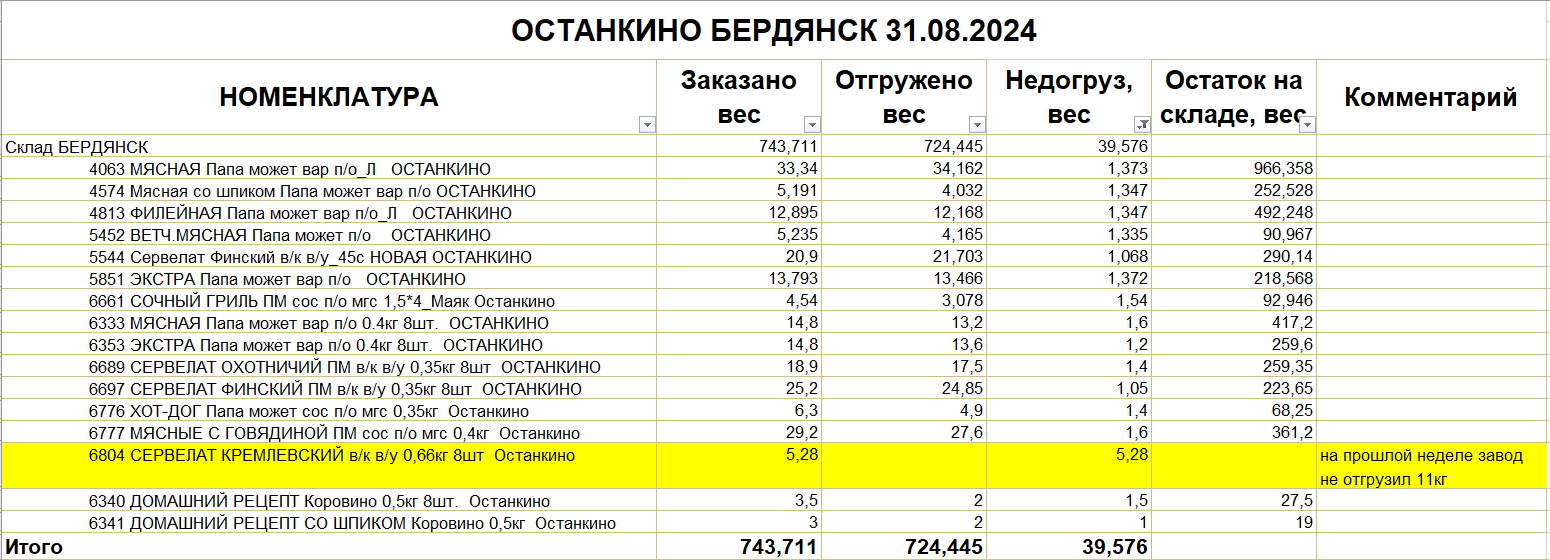 ОСТАНКИНО БЕРДЯНСК 31.08.2024
НОМЕНКЛАТУРА Заказано вес Отгружено вес Недогруз, вес Остаток на складе, вес Комментарий
Склад БЕРДЯНСК 743,711 724,445 39,576
4063 МЯСНАЯ Папа может вар п/о_Л ОСТАНКИНО 33,34 34,162 1,373 966,358
4574 Мясная со шпиком Папа может вар п/о ОСТАНКИНО 5,191 4,032 1,347 252,528
4813 ФИЛЕЙНАЯ Папа может вар п/о_Л ОСТАНКИНО 12,895 12,168 1,347 492,248
5452 ВЕТЧ.МЯСНАЯ Папа может п/о ОСТАНКИНО 5,235 4,165 1,335 90,967
5544 Сервелат Финский в/к в/у_45с НОВАЯ ОСТАНКИНО 20,9 21,703 1,068 290,14
5851 ЭКСТРА Папа может вар п/о ОСТАНКИНО 13,793 13,466 1,372 218,568
6661 СОЧНЫЙ ГРИЛЬ ПМ сос п/о мгс 1,5*4_Маяк Останкино 4,54 3,078 1,54 92,946
6333 МЯСНАЯ Папа может вар п/о 0.4кг 8шт. ОСТАНКИНО 14,8 13,2 1,6 417,2
6353 ЭКСТРА Папа может вар п/о 0.4кг 8шт. ОСТАНКИНО 14,8 13,6 1,2 259,6
6689 СЕРВЕЛАТ ОХОТНИЧИЙ ПМ в/к в/у 0,35кг 8шт ОСТАНКИНО 18,9 17,5 1,4 259,35
6697 СЕРВЕЛАТ ФИНСКИЙ ПМ в/к в/у 0,35кг 8шт ОСТАНКИНО 25,2 24,85 1,05 223,65
6776 ХОТ-ДОГ Папа может сос п/о мгс 0,35кг Останкино 6,3 4,9 1,4 68,25
6777 МЯСНЫЕ С ГОВЯДИНОЙ ПМ сос п/о мгс 0,4кг Останкино 29,2 27,6 1,6 361,2
6804 СЕРВЕЛАТ КРЕМЛЕВСКИЙ в/к в/у 0,66кг 8шт Останкино 5,28 5,28 на прошлой неделе завод
не отгрузил 11кг
6340 ДОМАШНИЙ РЕЦЕПТ Коровино 0,5кг 8шт. Останкино 3,5 2 1,5 27,5
6341 ДОМАШНИЙ РЕЦЕПТ СО ШПИКОМ Коровино 0,5кг Останкино 3 2 1 19
Итого 743,711 724,445 39,576